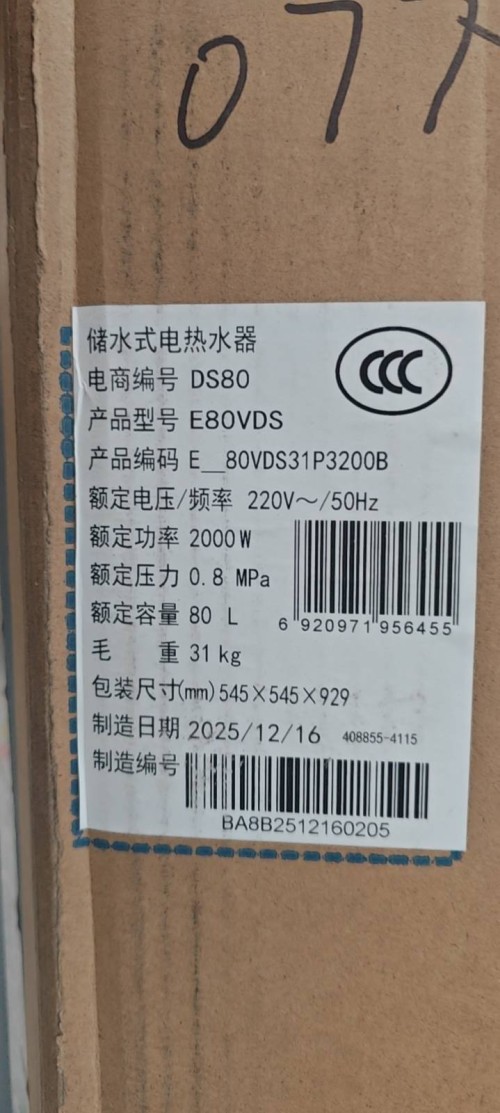 077
储水式电热水器
CCC
电商编号 DS80
产品型号 E80VDS
产品编码 E__80VDS31P3200B
额定电压/频率 220V～/50Hz
额定功率 2000W
额定压力 0.8 MPa
额定容量 80 L
6 920971 956455
毛 重 31kg
包装尺寸(mm)545×545×929
制造日期 2025/12/16 408855-4115
制造编号
BA8B2512160205